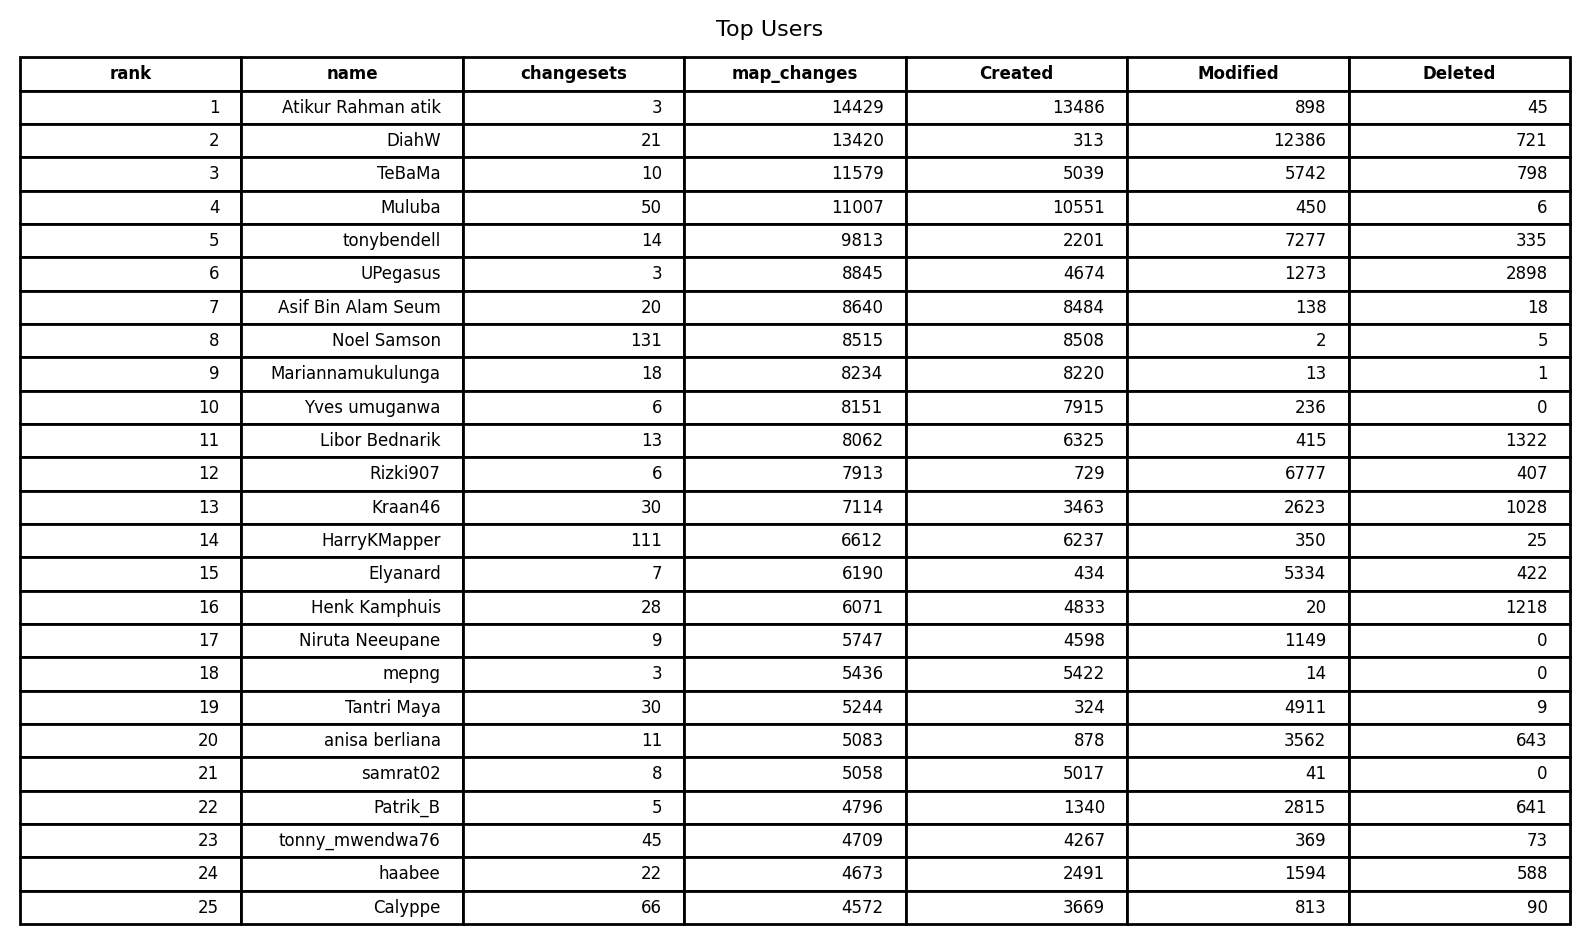 Top Users
rank name changesets map_changes Created Modified Deleted
1 Atikur Rahman atik 3 14429 13486 898 45
2 DiahW 21 13420 313 12386 721
3 TeBaMa 10 11579 5039 5742 798
4 Muluba 50 11007 10551 450 6
5 tonybendell 14 9813 2201 7277 335
6 UPegasus 3 8845 4674 1273 2898
7 Asif Bin Alam Seum 20 8640 8484 138 18
8 Noel Samson 131 8515 8508 2 5
9 Mariannamukulunga 18 8234 8220 13 1
10 Yves umuganwa 6 8151 7915 236 0
11 Libor Bednarik 13 8062 6325 415 1322
12 Rizki907 6 7913 729 6777 407
13 Kraan46 30 7114 3463 2623 1028
14 HarryKMapper 111 6612 6237 350 25
15 Elyanard 7 6190 434 5334 422
16 Henk Kamphuis 28 6071 4833 20 1218
17 Niruta Neeupane 9 5747 4598 1149 0
18 mepng 3 5436 5422 14 0
19 Tantri Maya 30 5244 324 4911 9
20 anisa berliana 11 5083 878 3562 643
21 samrat02 8 5058 5017 41 0
22 Patrik_B 5 4796 1340 2815 641
23 tonny_mwendwa76 45 4709 4267 369 73
24 haabee 22 4673 2491 1594 588
25 Calyppe 66 4572 3669 813 90